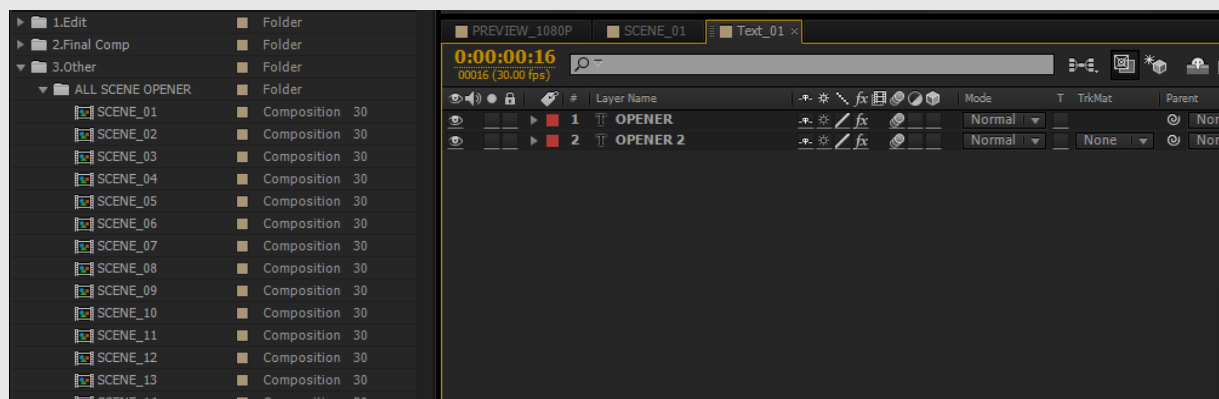 1.Edit Folder
2.Final Comp Folder
3.Other Folder
ALL SCENE OPENER Folder
SCENE_01 Composition 30
SCENE_02 Composition 30
SCENE_03 Composition 30
SCENE_04 Composition 30
SCENE_05 Composition 30
SCENE_06 Composition 30
SCENE_07 Composition 30
SCENE_08 Composition 30
SCENE_09 Composition 30
SCENE_10 Composition 30
SCENE_11 Composition 30
SCENE_12 Composition 30
SCENE_13 Composition 30
PREVIEW_1080P SCENE_01 Text_01 ×
0:00:00:16
00016 (30.00 fps)
# Layer Name fx Mode T TrkMat Parent
1 T OPENER fx Normal
2 T OPENER 2 fx Normal None